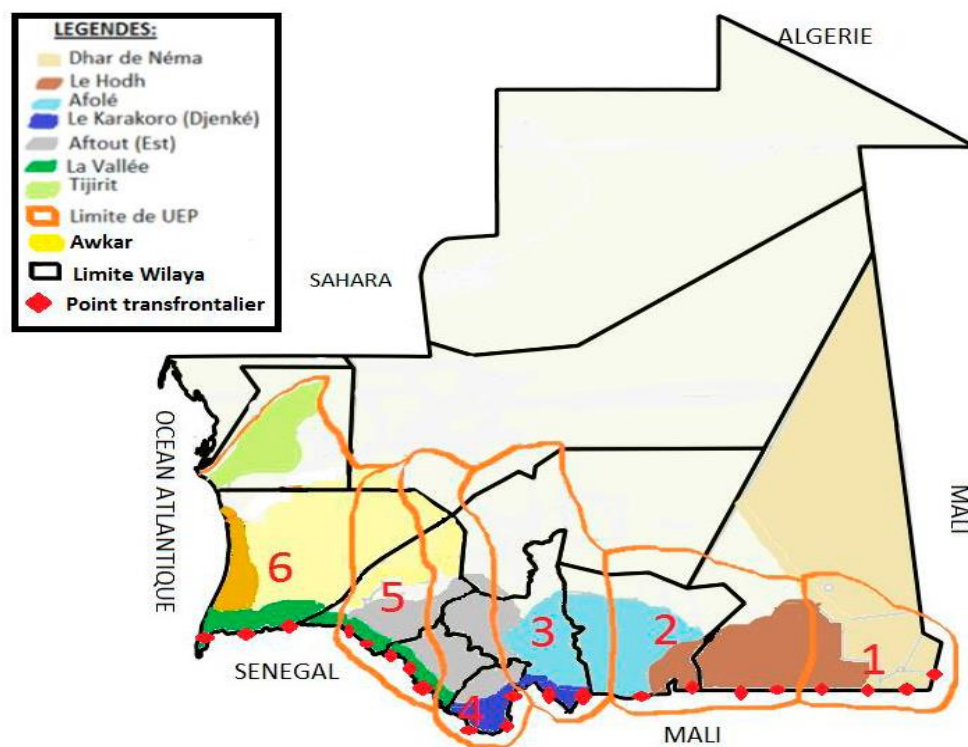 LEGENDES:
Dhar de Néma
Le Hodh
Afolé
Le Karakoro (Djenké)
Aftout (Est)
La Vallée
Tijirit
Limite de UEP
Awkar
Limite Wilaya
Point transfrontalier
ALGERIE
SAHARA
OCEAN ATLANTIQUE
MALI
6
5
3
2
1
4
SENEGAL
MALI